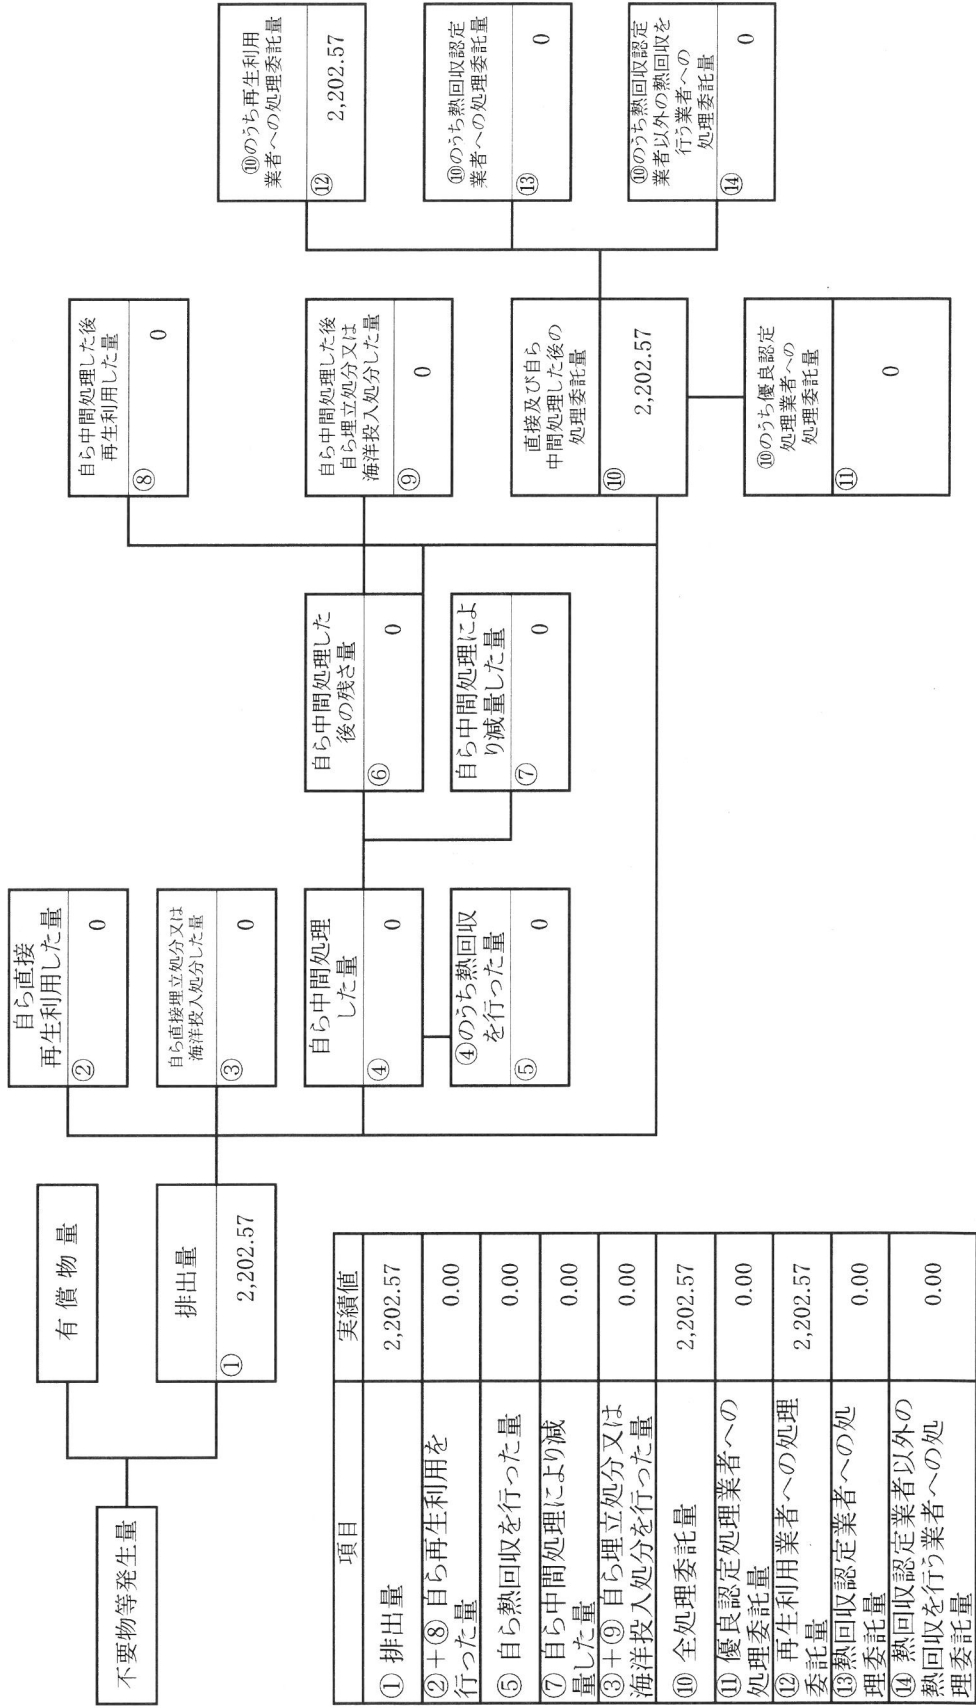 不要物等発生量
有償物量
排出量
①
2,202.57
自ら直接
再生利用した量
②
0
自ら直接埋立処分又は
海洋投入処分した量
③
0
自ら中間処理
した量
④
0
④のうち熱回収
を行った量
⑤
0
自ら中間処理した
後の残さ量
⑥
0
自ら中間処理によ
り減量した量
⑦
0
自ら中間処理した後
再生利用した量
⑧
0
自ら中間処理した後
自ら埋立処分又は
海洋投入処分した量
⑨
0
直接及び自ら
中間処理した後の
処理委託量
⑩
2,202.57
⑩のうち優良認定
処理業者への
処理委託量
⑪
0
⑩のうち再生利用
業者への処理委託量
⑫
2,202.57
⑩のうち熱回収認定
業者への処理委託量
⑬
0
⑩のうち熱回収認定
業者以外の熱回収を
行う業者への
処理委託量
⑭
0
項目 実績値
① 排出量 2,202.57
②+⑧ 自ら再生利用を
行った量 0.00
⑤ 自ら熱回収を行った量 0.00
⑦ 自ら中間処理により減
量した量 0.00
③+⑨ 自ら埋立処分又は
海洋投入処分を行った量 0.00
⑩ 全処理委託量 2,202.57
⑪ 優良認定処理業者への
処理委託量 0.00
⑫ 再生利用業者への処理
委託量 2,202.57
⑬熱回収認定業者への処
理委託量 0.00
⑭ 熱回収認定業者以外の
熱回収を行う業者への処
理委託量 0.00